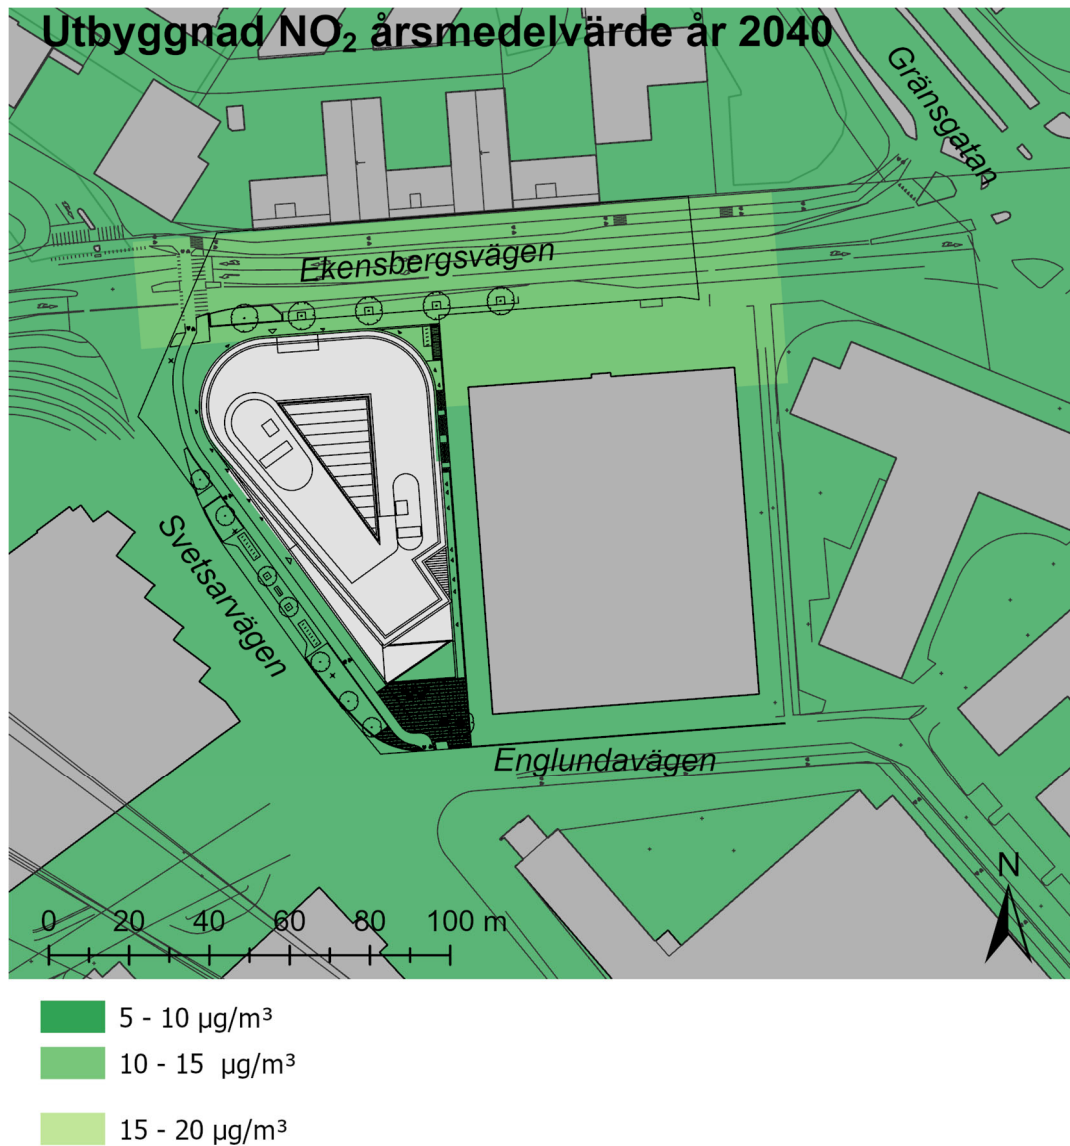 Utbyggnad NO₂ årsmedelvärde år 2040
Gränsgatan
Ekensbergsvägen
Svetsarvägen
Englundavägen
N
0 20 40 60 80 100 m
5 - 10 µg/m³
10 - 15 µg/m³
15 - 20 µg/m³